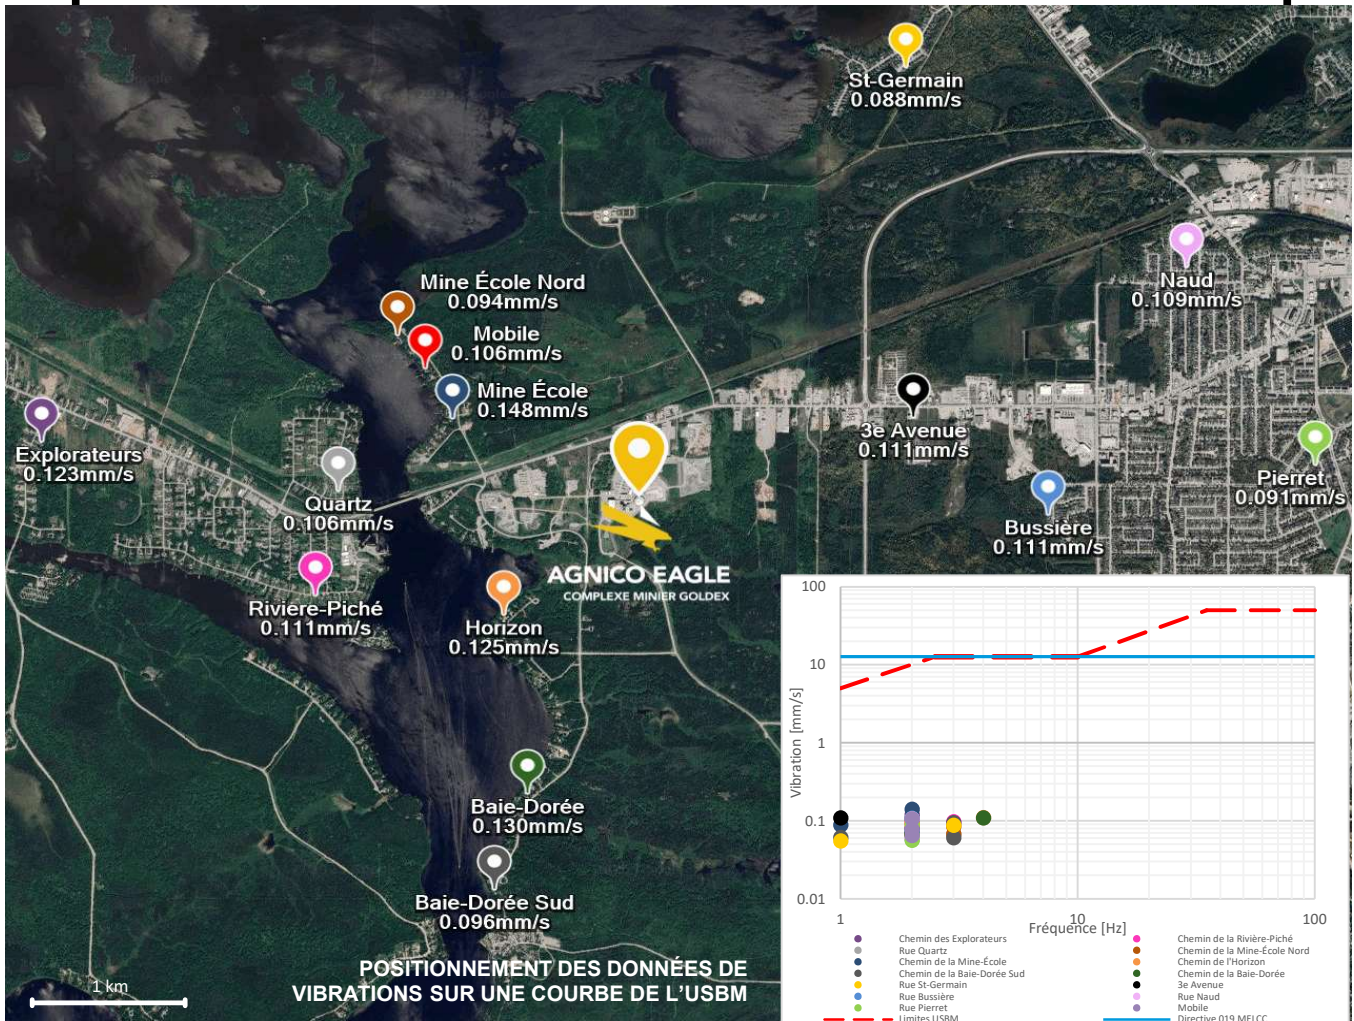 St-Germain
0.088mm/s
Naud
0.109mm/s
Mine École Nord
0.094mm/s
Mobile
0.106mm/s
Mine École
0.148mm/s
Explorateurs
0.123mm/s
3e Avenue
0.111mm/s
Pierret
0.091mm/s
Quartz
0.106mm/s
Bussière
0.111mm/s
AGNICO EAGLE
COMPLEXE MINIER GOLDEX
Riviere-Piché
0.111mm/s
Horizon
0.125mm/s
Baie-Dorée
0.130mm/s
Baie-Dorée Sud
0.096mm/s
POSITIONNEMENT DES DONNÉES DE
VIBRATIONS SUR UNE COURBE DE L'USBM
1 km
Vibration [mm/s]
100
10
1
0.1
0.01
1
10
100
Fréquence [Hz]
Chemin des Explorateurs
Chemin de la Rivière-Piché
Rue Quartz
Chemin de la Mine-École Nord
Chemin de la Mine-École
Chemin de l'Horizon
Chemin de la Baie-Dorée Sud
Chemin de la Baie-Dorée
Rue St-Germain
3e Avenue
Rue Bussière
Rue Naud
Rue Pierret
Mobile
Limites USBM
Directive 019 MELCC